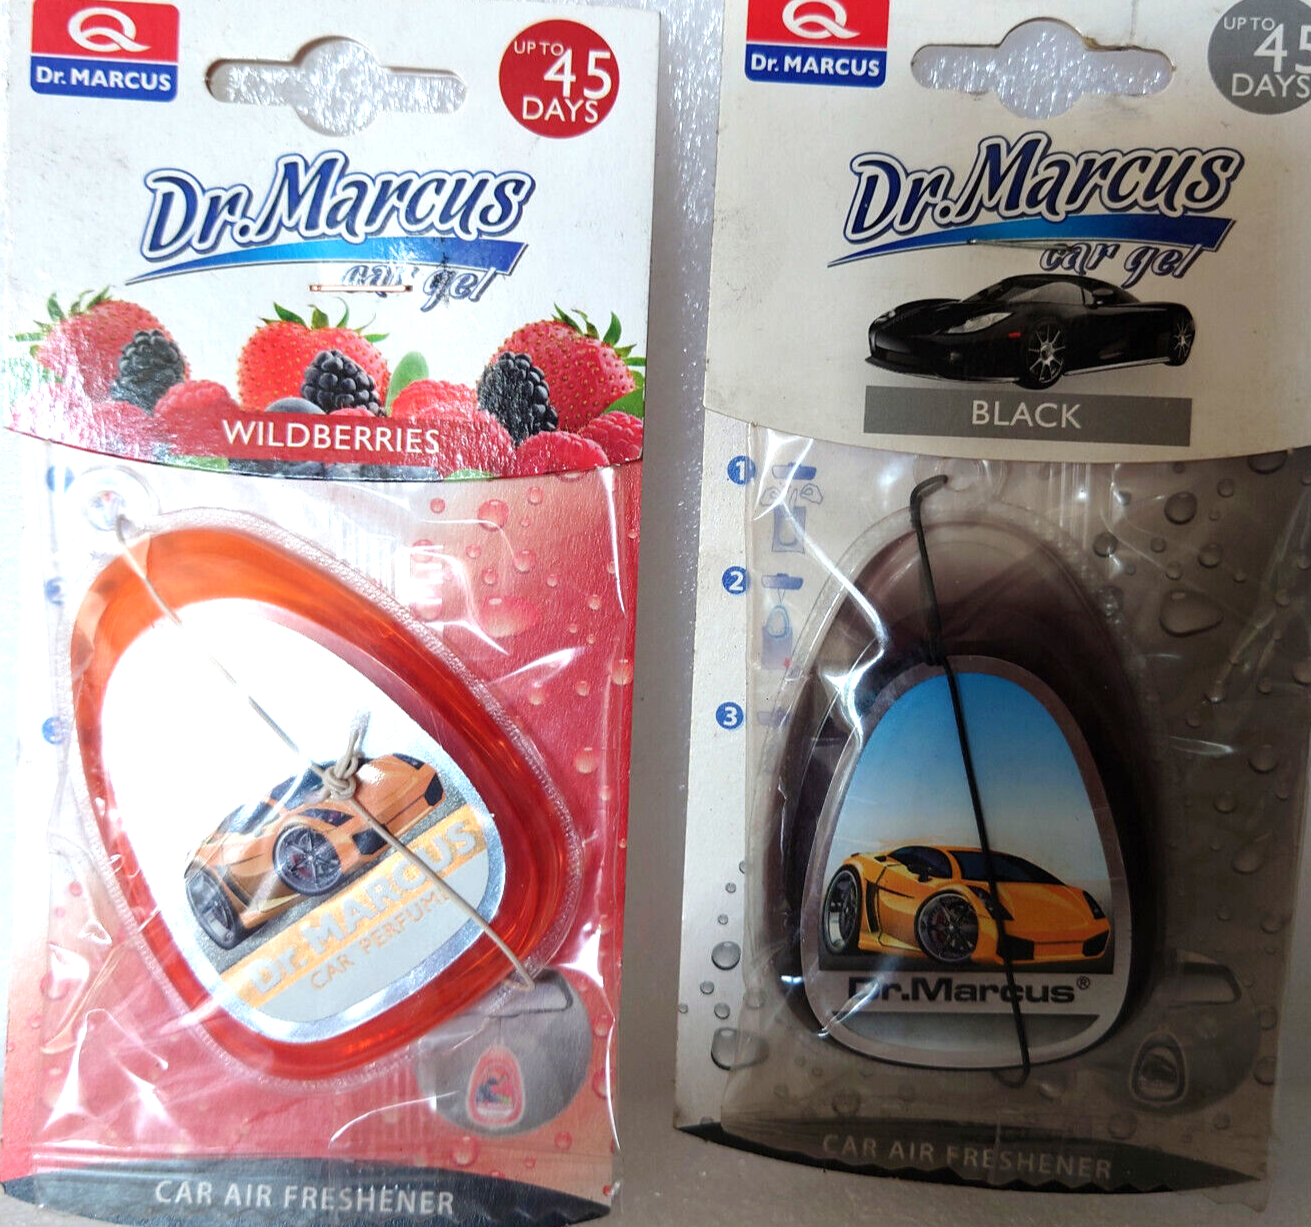 Dr. MARCUS
UP TO
45
DAYS
Dr. Marcus
car gel
WILDBERRIES
Dr. MARCUS
CAR PERFUME
CAR AIR FRESHENER
Dr. MARCUS
UP TO
45
DAYS
Dr. Marcus
car gel
BLACK
1
2
3
Dr.Marcus®
CAR AIR FRESHENER